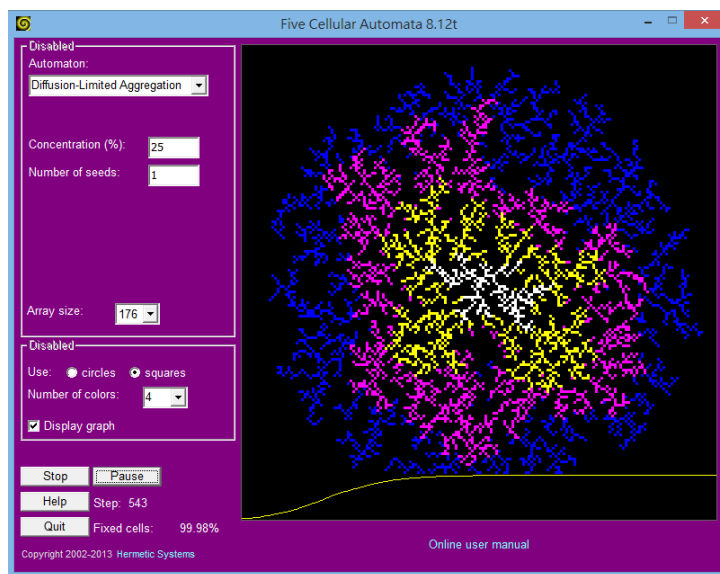 Five Cellular Automata 8.12t
Disabled
Automaton:
Diffusion-Limited Aggregation
Concentration (%): 25
Number of seeds: 1
Array size: 176
Disabled
Use: circles squares
Number of colors: 4
Display graph
Stop Pause
Help Step: 543
Quit Fixed cells: 99.98%
Copyright 2002-2013 Hermetic Systems
Online user manual